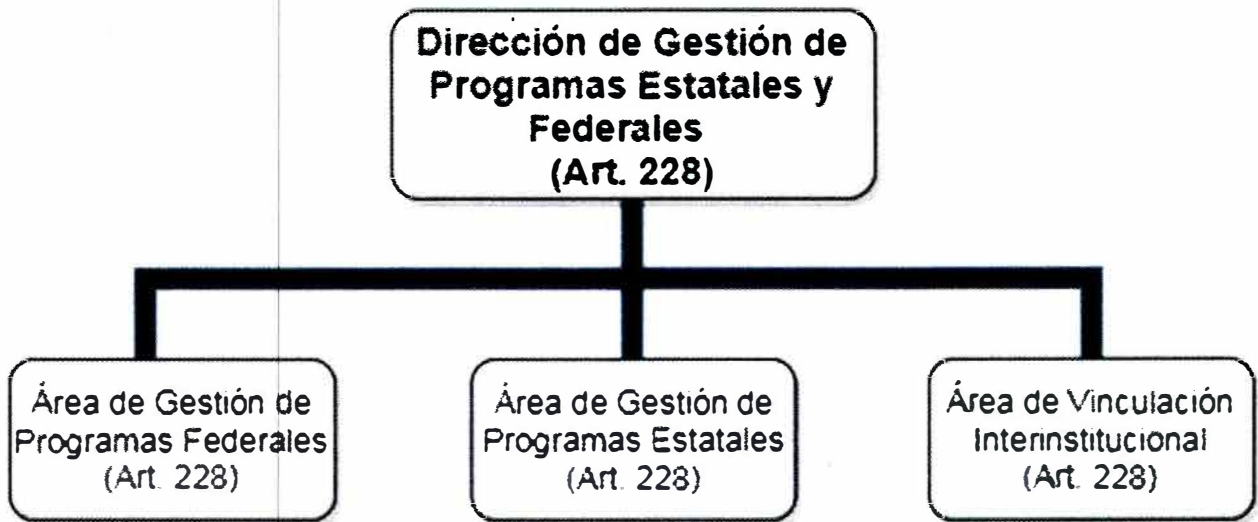 Dirección de Gestión de
Programas Estatales y
Federales
(Art. 228)
Área de Gestión de
Programas Federales
(Art. 228)
Área de Gestión de
Programas Estatales
(Art. 228)
Área de Vinculación
Interinstitucional
(Art. 228)